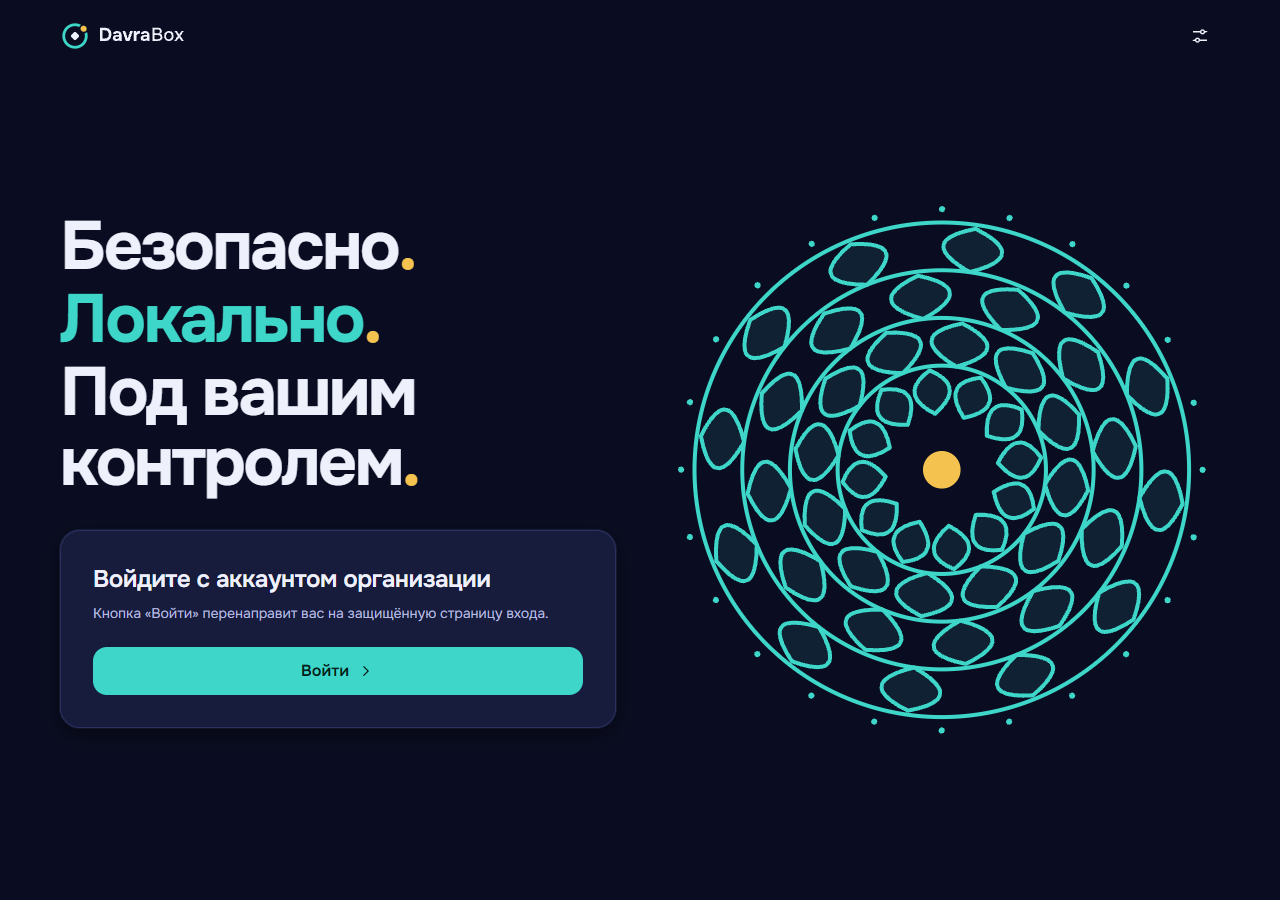 DavraBox
Безопасно.
Локально.
Под вашим
контролем.
Войдите с аккаунтом организации
Кнопка «Войти» перенаправит вас на защищённую страницу входа.
Войти